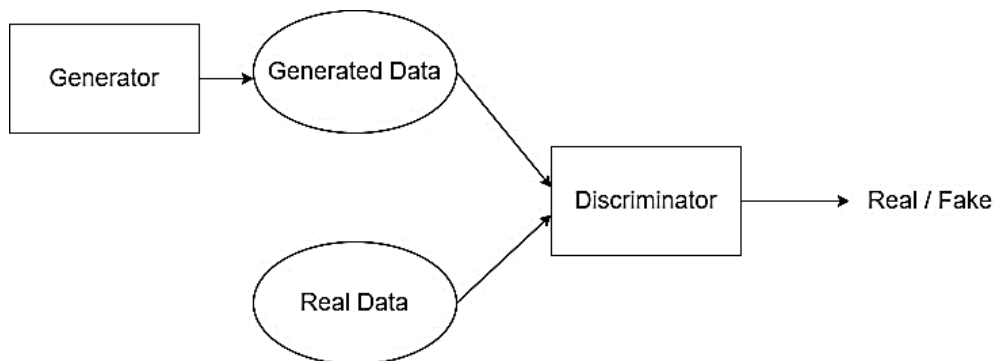 Generator
Generated Data
Discriminator
Real / Fake
Real Data